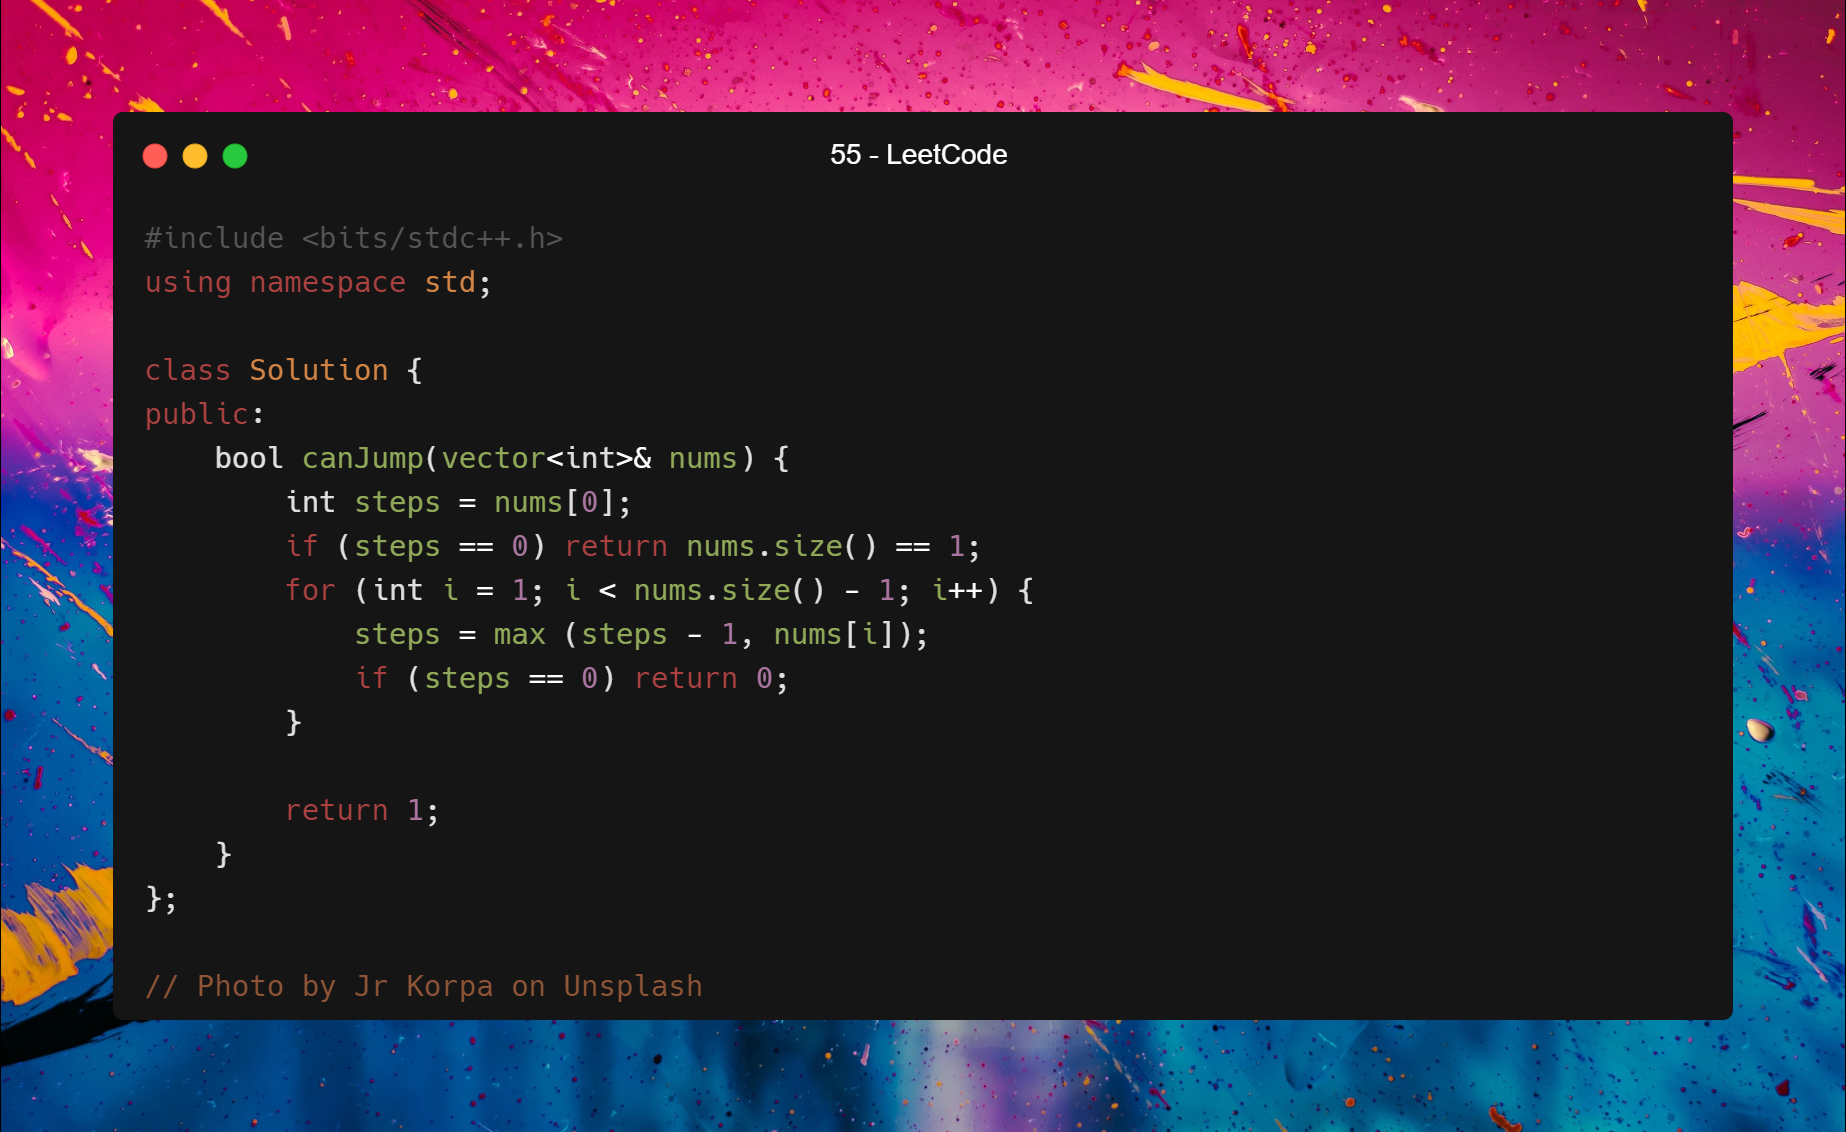 55 - LeetCode
#include <bits/stdc++.h>
using namespace std;
class Solution {
public:
    bool canJump(vector<int>& nums) {
        int steps = nums[0];
        if (steps == 0) return nums.size() == 1;
        for (int i = 1; i < nums.size() - 1; i++) {
            steps = max (steps - 1, nums[i]);
            if (steps == 0) return 0;
        }
        return 1;
    }
};
// Photo by Jr Korpa on Unsplash